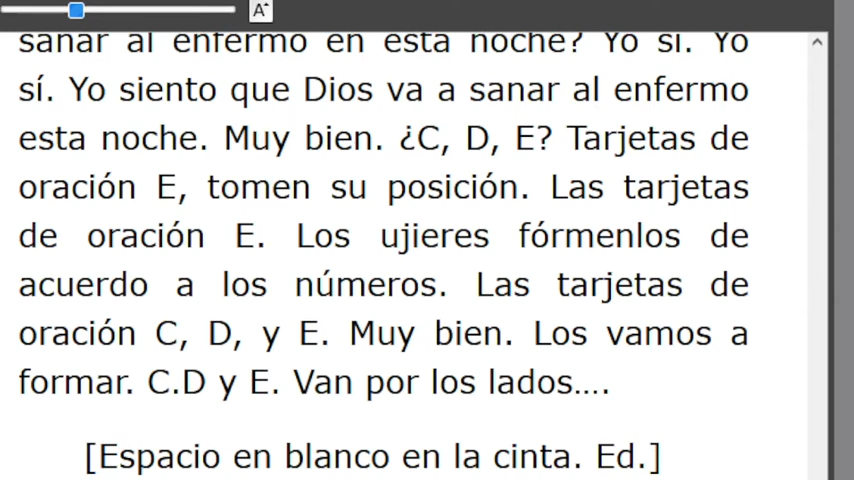 A
sanar al enfermo en esta noche? Yo sí. Yo
sí. Yo siento que Dios va a sanar al enfermo
esta noche. Muy bien. ¿C, D, E? Tarjetas de
oración E, tomen su posición. Las tarjetas
de oración E. Los ujieres fórmenlos de
acuerdo a los números. Las tarjetas de
oración C, D, y E. Muy bien. Los vamos a
formar. C.D y E. Van por los lados....
[Espacio en blanco en la cinta. Ed.]